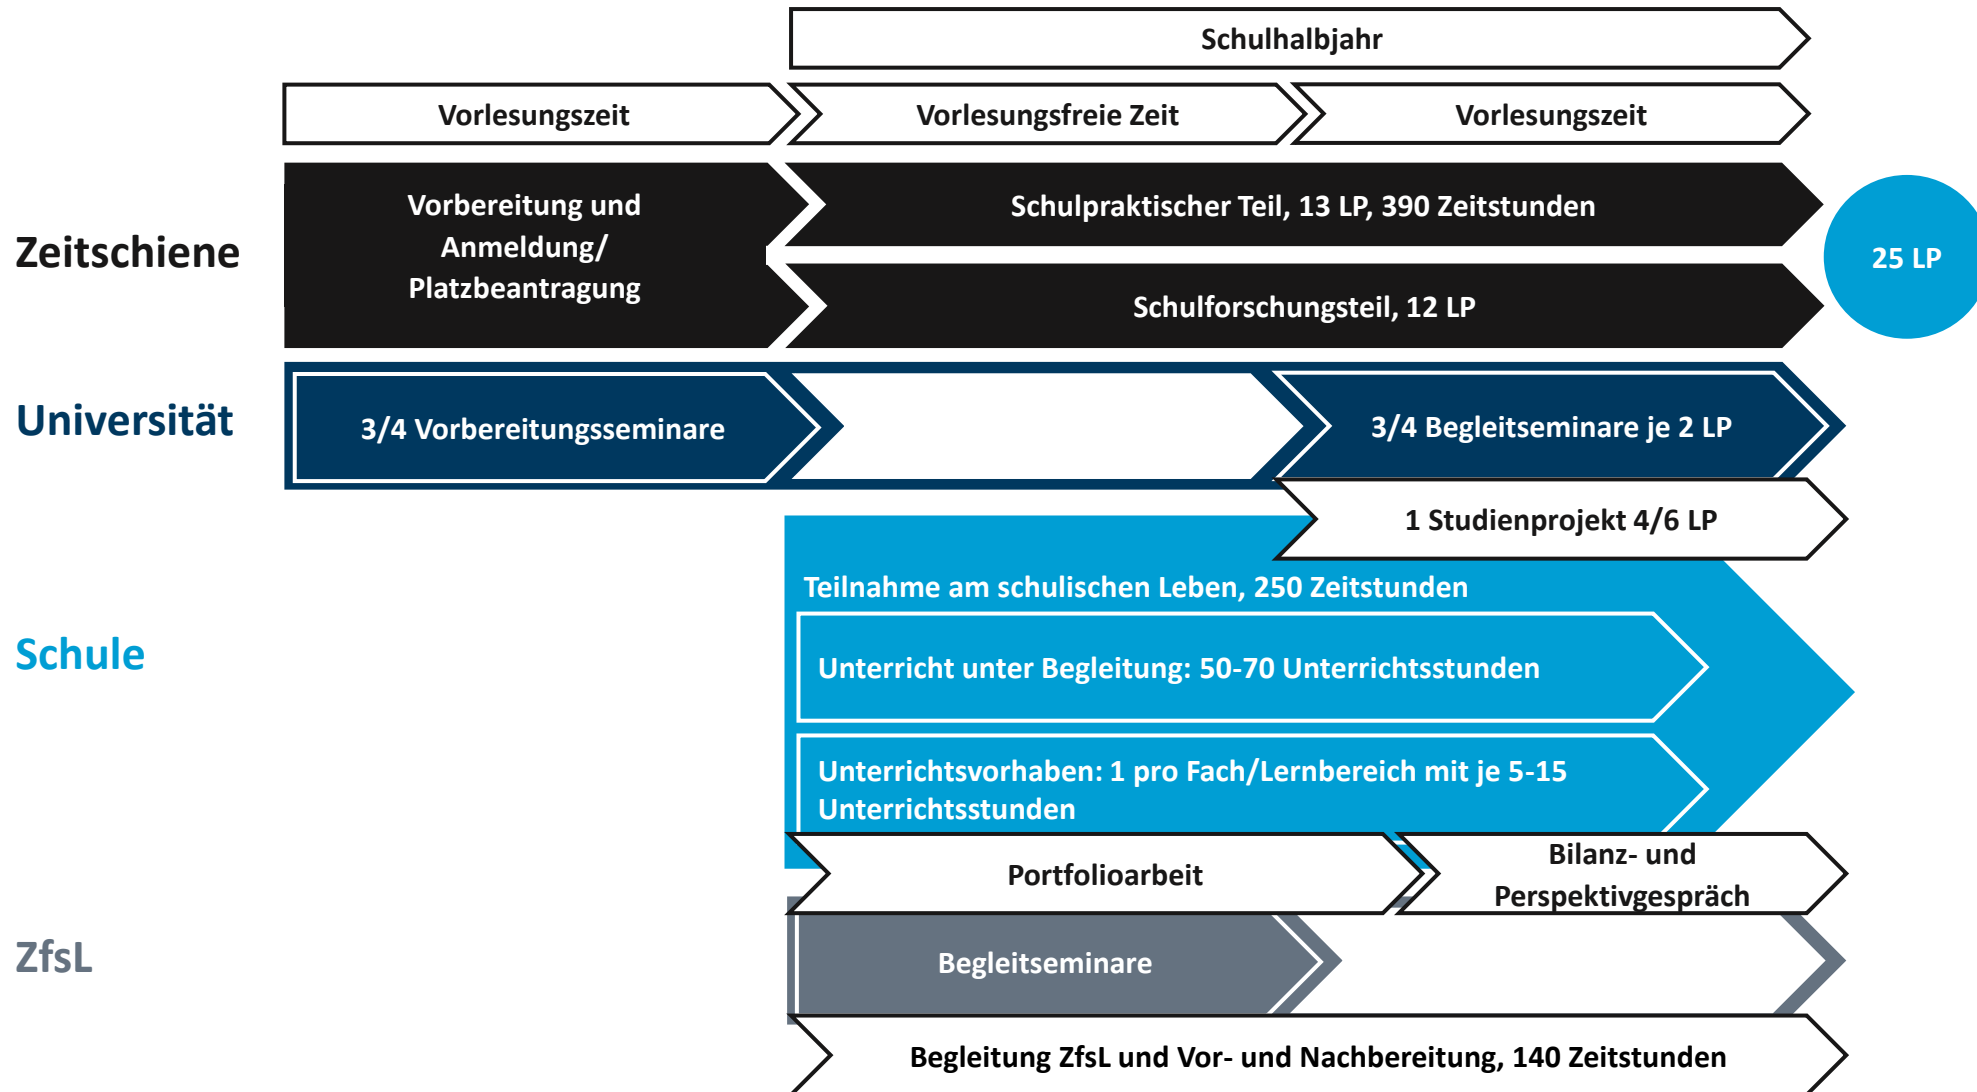 Schulhalbjahr
Vorlesungszeit
Vorlesungsfreie Zeit
Vorlesungszeit
Zeitschiene
Vorbereitung und
Anmeldung/
Platzbeantragung
Schulpraktischer Teil, 13 LP, 390 Zeitstunden
Schulforschungsteil, 12 LP
25 LP
Universität
3/4 Vorbereitungsseminare
3/4 Begleitseminare je 2 LP
1 Studienprojekt 4/6 LP
Schule
Teilnahme am schulischen Leben, 250 Zeitstunden
Unterricht unter Begleitung: 50-70 Unterrichtsstunden
Unterrichtsvorhaben: 1 pro Fach/Lernbereich mit je 5-15
Unterrichtsstunden
Portfolioarbeit
Bilanz- und
Perspektivgespräch
ZfsL
Begleitseminare
Begleitung ZfsL und Vor- und Nachbereitung, 140 Zeitstunden